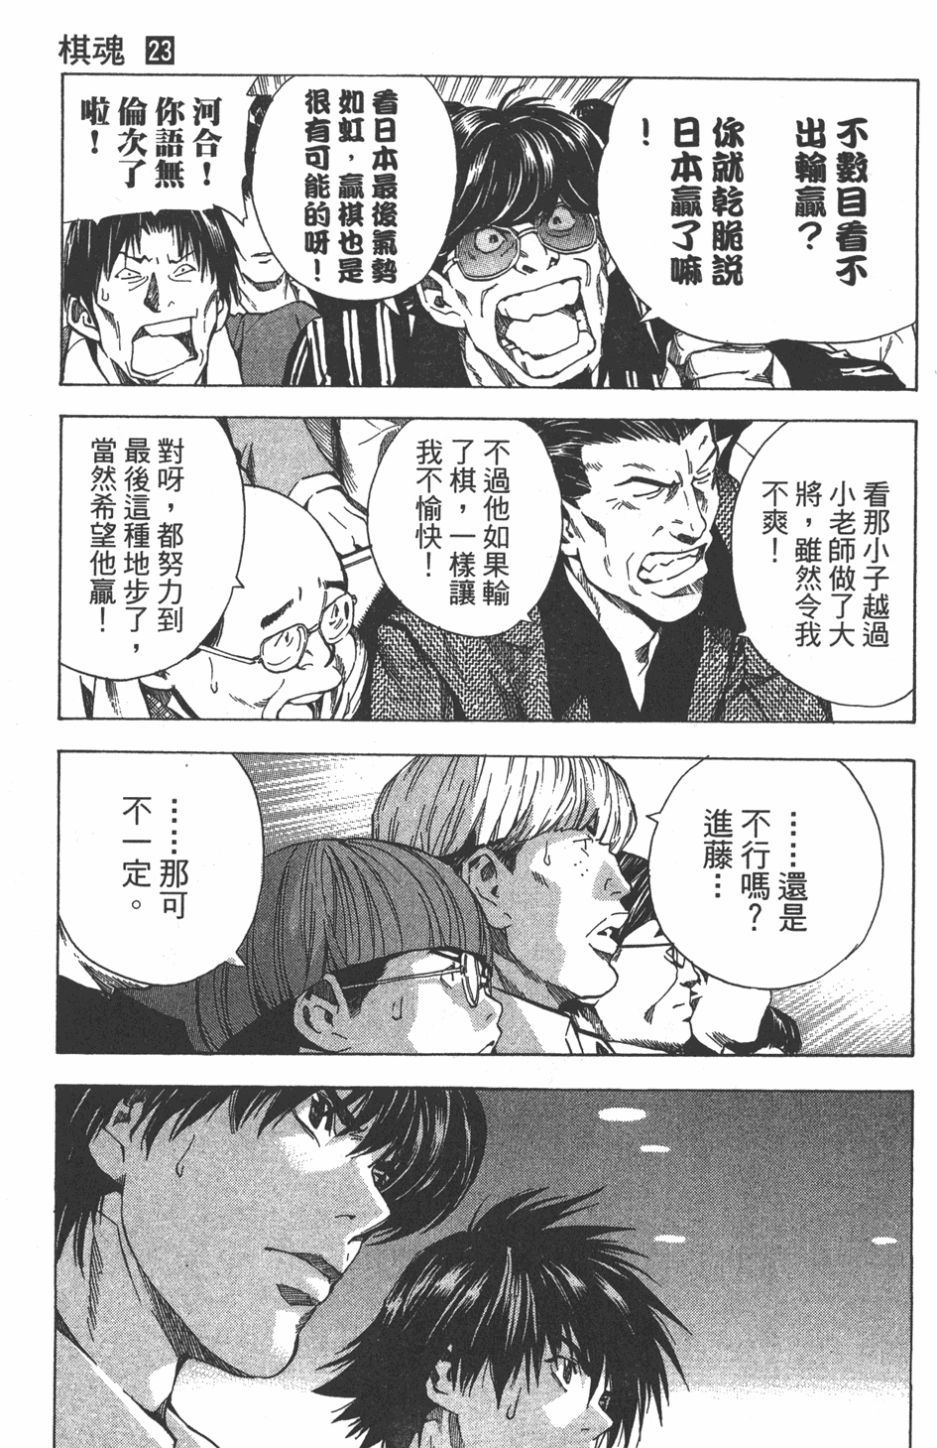 棋魂 23
不數目看不
出輸贏？
你就乾脆説
日本贏了嘛
！
看日本最後氣勢
如虹，贏棋也是
很有可能的呀！
河合！
你語無
倫次了
啦！
看那小子越過
小老師做了大
將，雖然令我
不爽！
不過他如果輸
了棋，一樣讓
我不愉快！
對呀，都努力到
最後這種地步了，
當然希望他贏！
……還是
不行嗎？
進藤…
……那可
不一定。